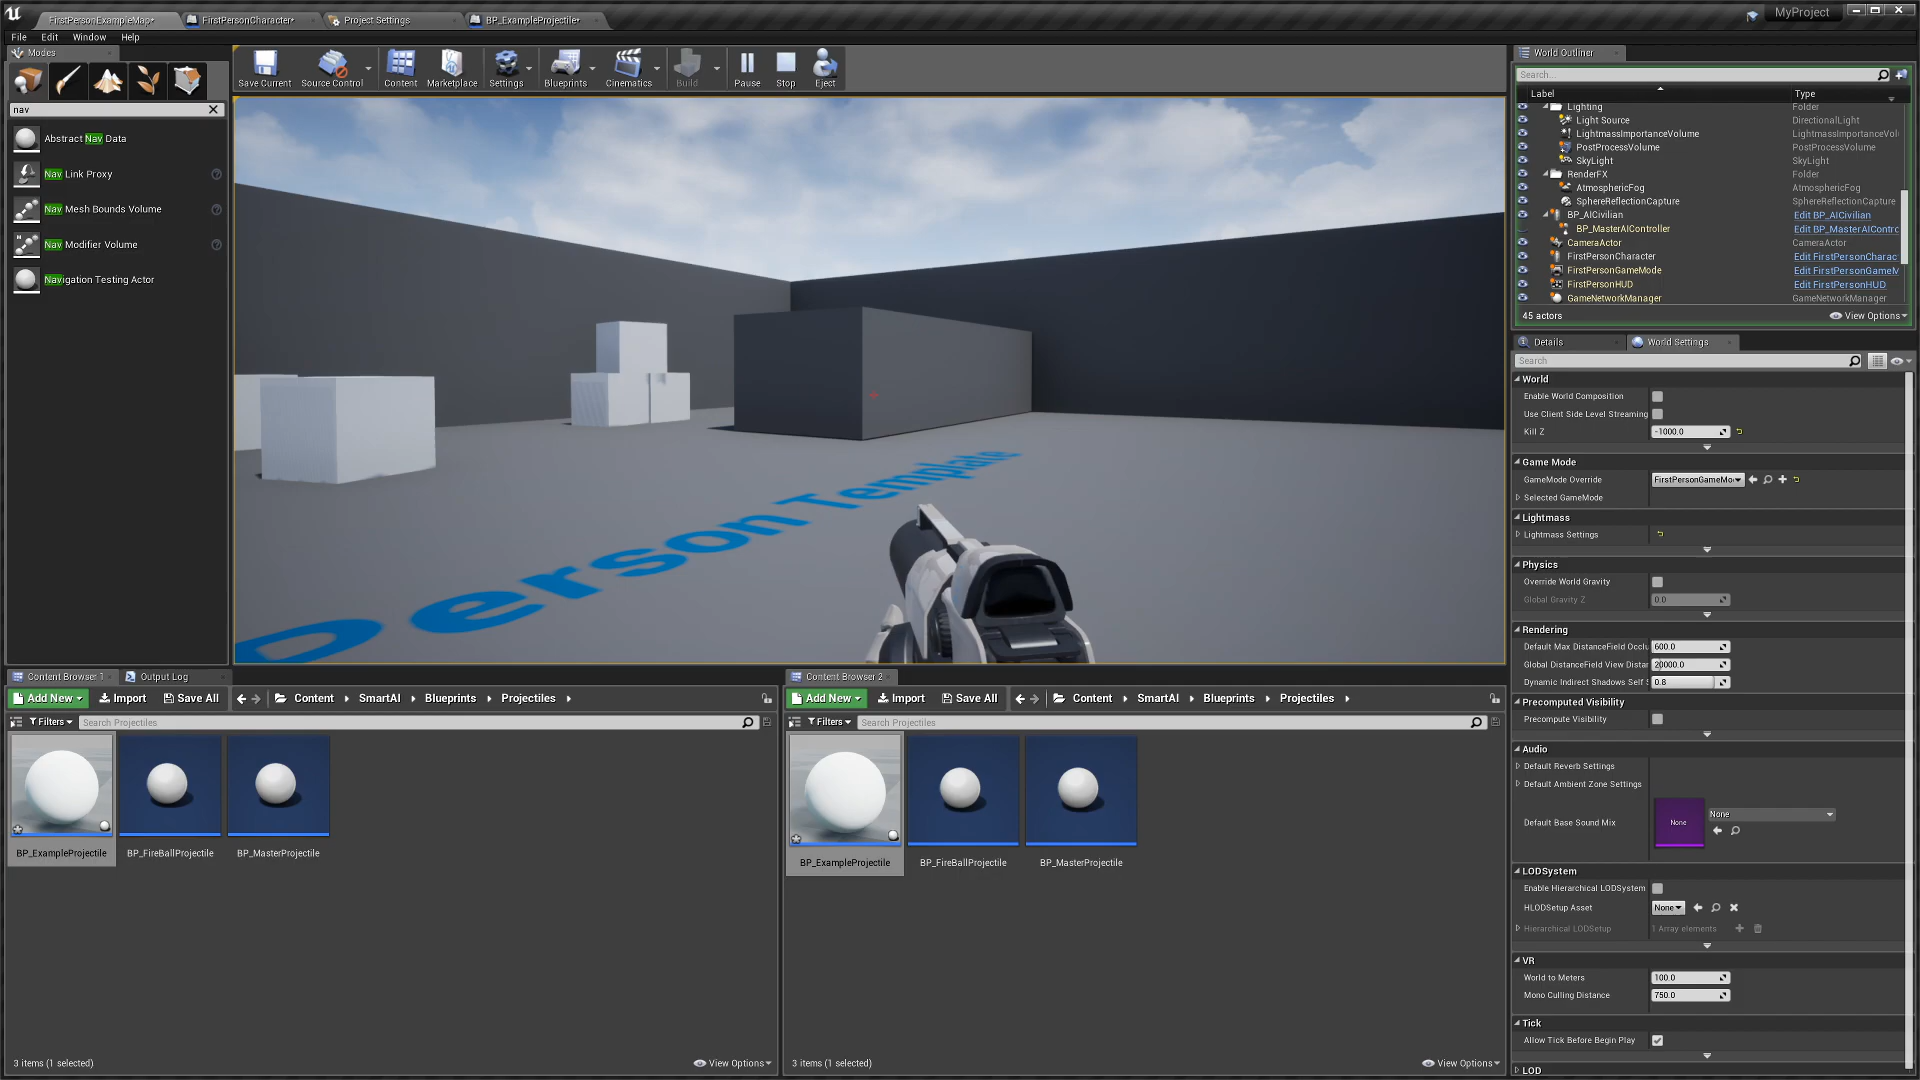 FirstPersonExampleMap*
FirstPersonCharacter*
Project Settings
BP_ExampleProjectile*
MyProject
File Edit Window Help
Modes
Save Current
Source Control
Content
Marketplace
Settings
Blueprints
Cinematics
Build
Pause
Stop
Eject
nav
Abstract Nav Data
Nav Link Proxy
Nav Mesh Bounds Volume
Nav Modifier Volume
Navigation Testing Actor
Person Template
World Outliner
Search...
Label Type
Lighting Folder
Light Source DirectionalLight
LightmassImportanceVolume LightmassImportanceVol
PostProcessVolume PostProcessVolume
SkyLight SkyLight
RenderFX Folder
AtmosphericFog AtmosphericFog
SphereReflectionCapture SphereReflectionCapture
BP_AICivilian Edit BP_AICivilian
BP_MasterAIController Edit BP_MasterAIContro
CameraActor CameraActor
FirstPersonCharacter Edit FirstPersonCharac
FirstPersonGameMode Edit FirstPersonGameM
FirstPersonHUD Edit FirstPersonHUD
GameNetworkManager GameNetworkManager
45 actors View Options
Details World Settings
Search
World
Enable World Composition
Use Client Side Level Streaming
Kill Z -1000.0
Game Mode
GameMode Override FirstPersonGameMo
Selected GameMode
Lightmass
Lightmass Settings
Physics
Override World Gravity
Global Gravity Z 0.0
Rendering
Default Max DistanceField Occlu 600.0
Global DistanceField View Distan 20000.0
Dynamic Indirect Shadows Self S 0.8
Precomputed Visibility
Precompute Visibility
Audio
Default Reverb Settings
Default Ambient Zone Settings
Default Base Sound Mix None None
LODSystem
Enable Hierarchical LODSystem
HLODSetup Asset None
Hierarchical LODSetup 1 Array elements
VR
World to Meters 100.0
Mono Culling Distance 750.0
Tick
Allow Tick Before Begin Play
LOD
Content Browser 1 Output Log
Add New Import Save All Content SmartAI Blueprints Projectiles
Filters Search Projectiles
BP_ExampleProjectile BP_FireBallProjectile BP_MasterProjectile
3 items (1 selected) View Options
Content Browser 2
Add New Import Save All Content SmartAI Blueprints Projectiles
Filters Search Projectiles
BP_ExampleProjectile BP_FireBallProjectile BP_MasterProjectile
3 items (1 selected) View Options